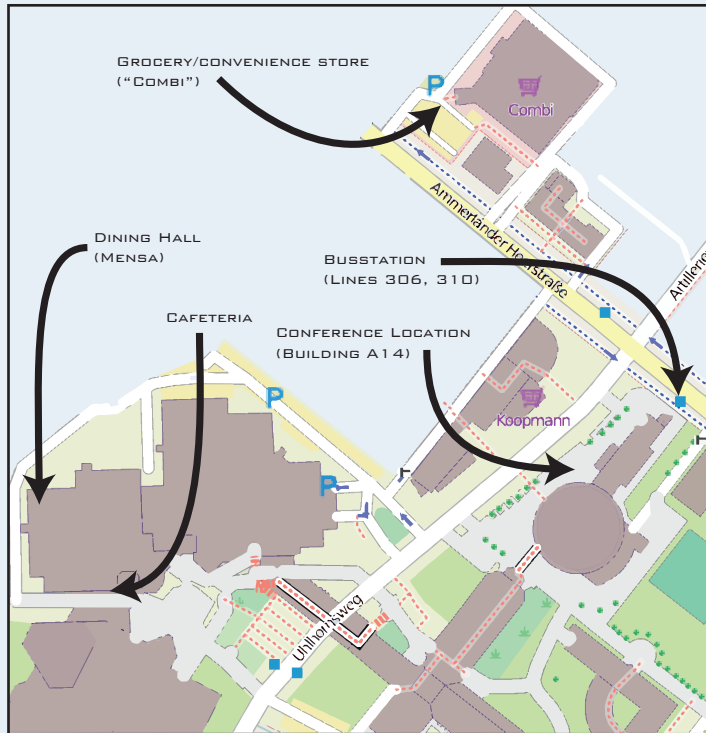 Grocery/convenience store
("Combi")
P
Combi
Ammerländer Heerstraße
Dining Hall
(Mensa)
Busstation
(Lines 306, 310)
Artillerie
Cafeteria
Conference Location
(Building A14)
P
Koopmann
P
Uhlhornsweg